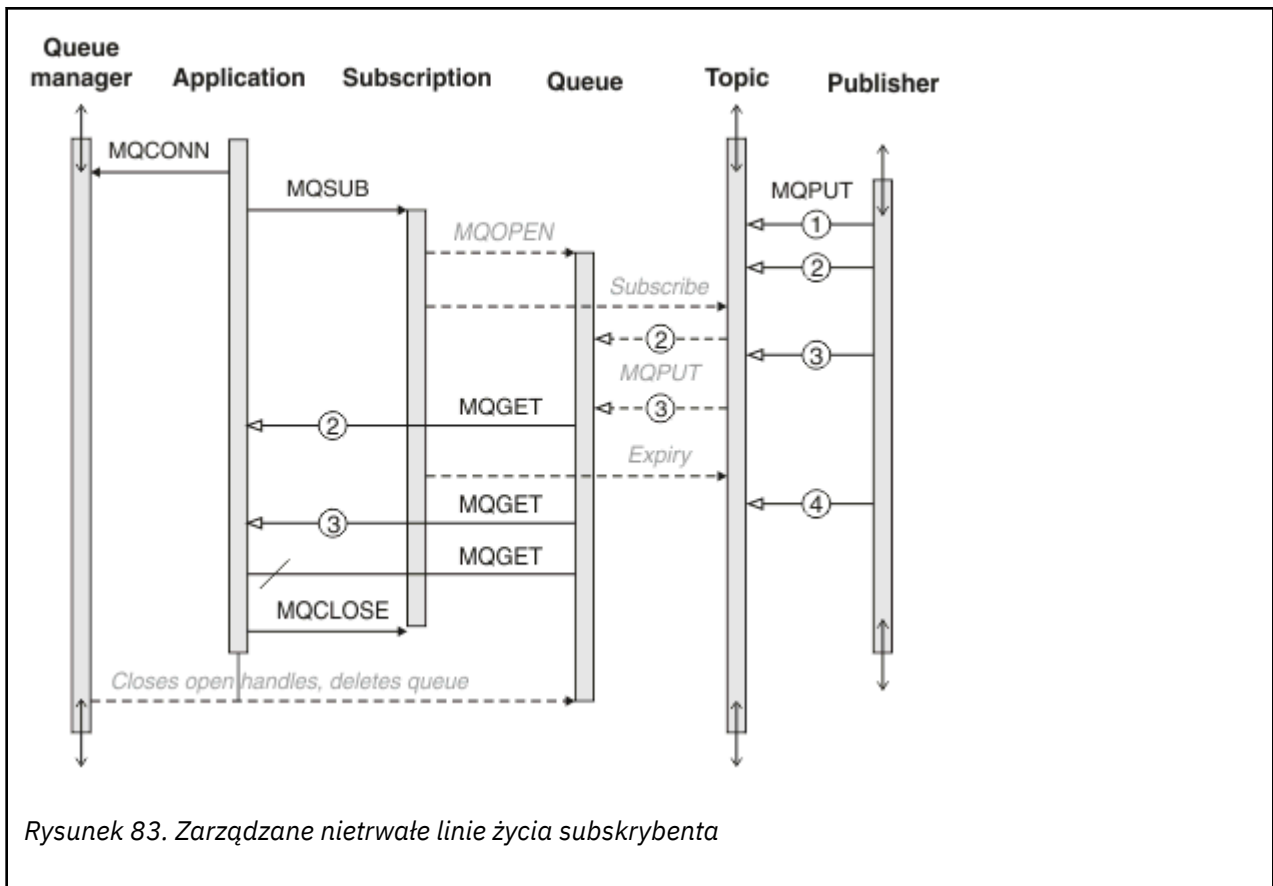 Queue
manager
Application
Subscription
Queue
Topic
Publisher
MQCONN
MQSUB
MQPUT
1
MQOPEN
2
Subscribe
2
3
MQPUT
3
MQGET
2
Expiry
MQGET
4
3
MQGET
MQCLOSE
Closes open handles, deletes queue
Rysunek 83. Zarządzane nietrwałe linie życia subskrybenta